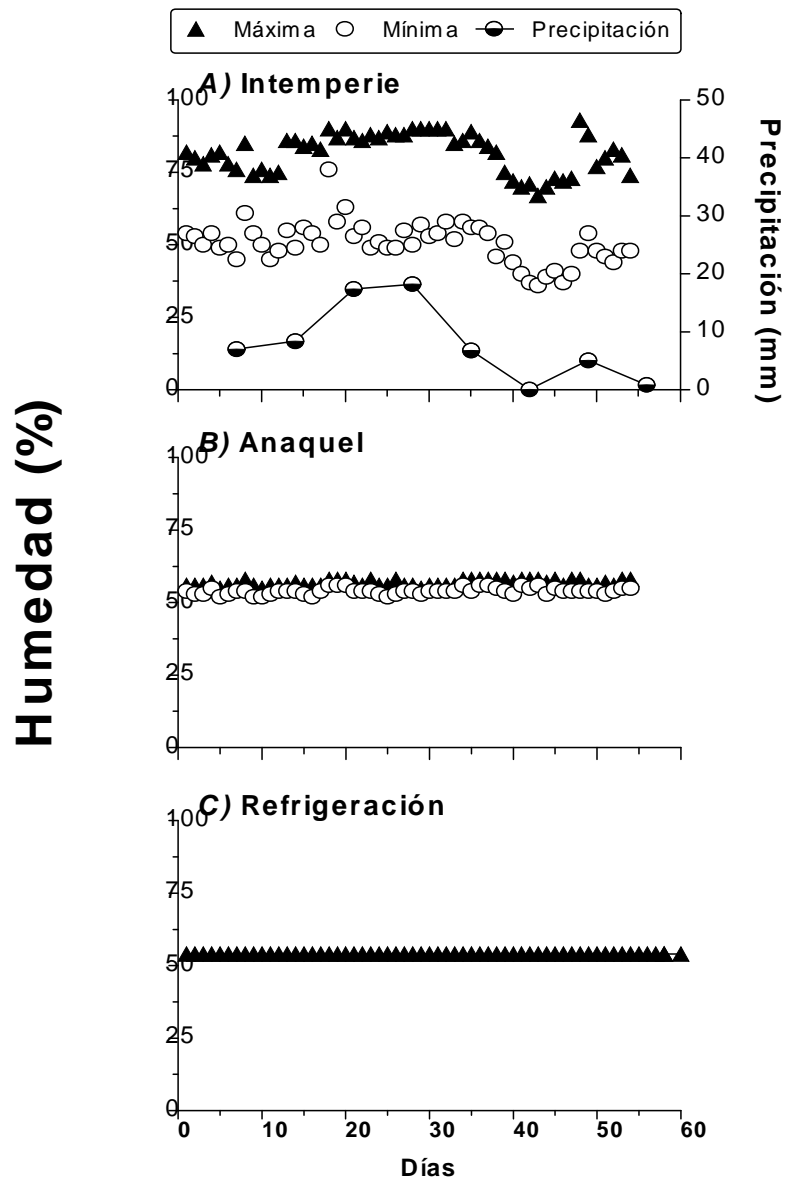 Máxima Mínima Precipitación
A) Intemperie
100
75
50
25
0
50
40
30
20
10
0
Precipitación (mm)
Humedad (%)
B) Anaquel
100
75
50
25
0
C) Refrigeración
100
75
50
25
0
0 10 20 30 40 50 60
Días